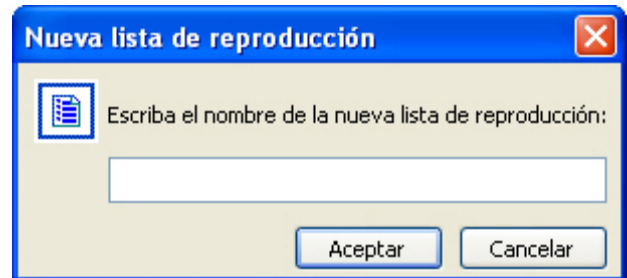 Nueva lista de reproducción
Escriba el nombre de la nueva lista de reproducción:
Aceptar Cancelar